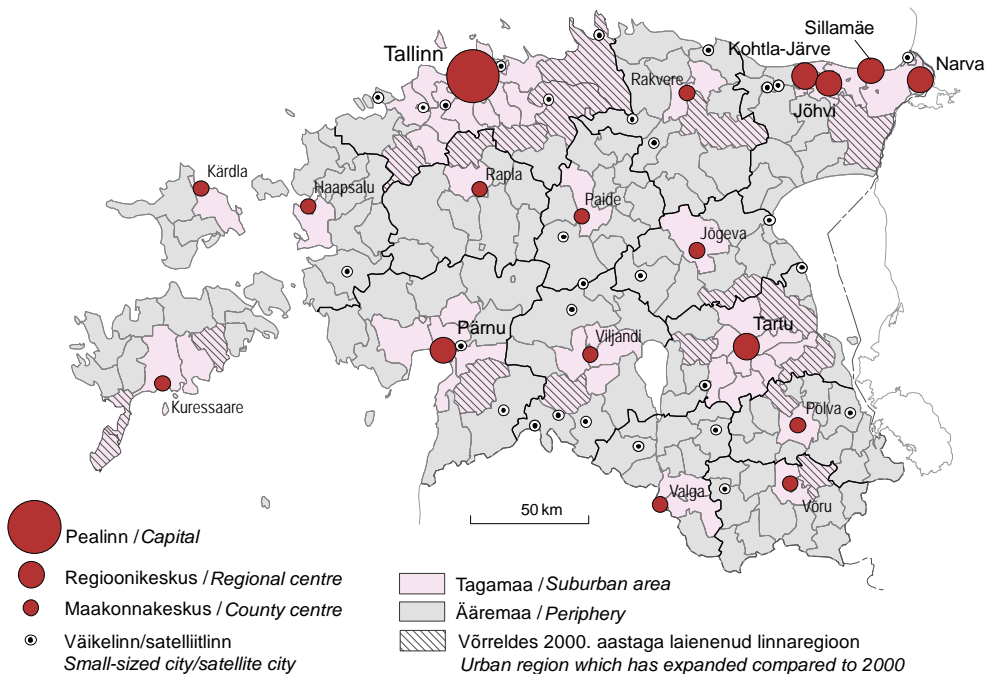 Sillamäe
Tallinn
Kohtla-Järve
Narva
Rakvere
Jõhvi
Kärdla
Haapsalu
Rapla
Paide
Jõgeva
Pärnu
Viljandi
Tartu
Kuressaare
Põlva
Valga
Võru
50 km
Pealinn / Capital
Regioonikeskus / Regional centre
Maakonnakeskus / County centre
Väikelinn/satelliitlinn
Small-sized city/satellite city
Tagamaa / Suburban area
Ääremaa / Periphery
Võrreldes 2000. aastaga laienenud linnaregioon
Urban region which has expanded compared to 2000